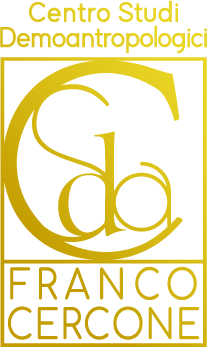 Centro Studi
Demoantropologici
CSda
FRANCO
CERCONE